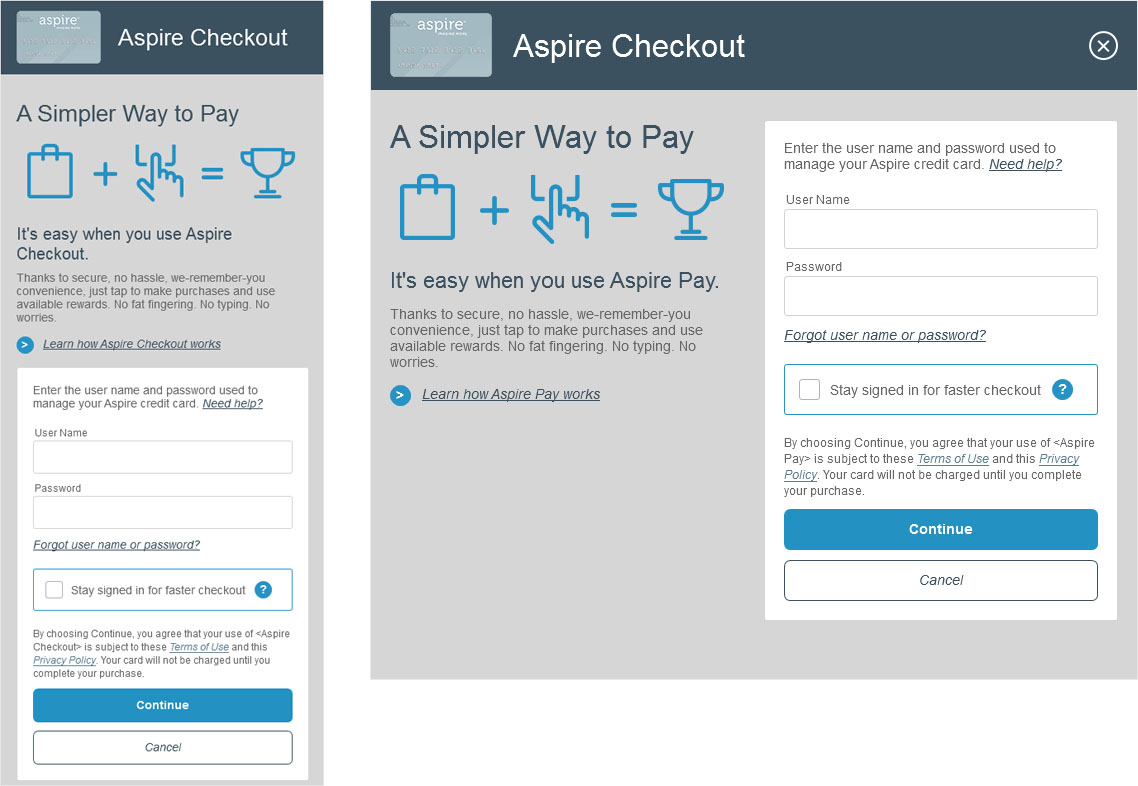 aspire
Aspire Checkout
A Simpler Way to Pay
It's easy when you use Aspire
Checkout.
Thanks to secure, no hassle, we-remember-you
convenience, just tap to make purchases and use
available rewards. No fat fingering. No typing. No
worries.
> Learn how Aspire Checkout works
Enter the user name and password used to
manage your Aspire credit card. Need help?
User Name
Password
Forgot user name or password?
Stay signed in for faster checkout ?
By choosing Continue, you agree that your use of <Aspire
Checkout> is subject to these Terms of Use and this
Privacy Policy. Your card will not be charged until you
complete your purchase.
Continue
Cancel
aspire
Aspire Checkout
A Simpler Way to Pay
It's easy when you use Aspire Pay.
Thanks to secure, no hassle, we-remember-you
convenience, just tap to make purchases and use
available rewards. No fat fingering. No typing. No
worries.
> Learn how Aspire Pay works
Enter the user name and password used to
manage your Aspire credit card. Need help?
User Name
Password
Forgot user name or password?
Stay signed in for faster checkout ?
By choosing Continue, you agree that your use of <Aspire
Pay> is subject to these Terms of Use and this Privacy
Policy. Your card will not be charged until you complete
your purchase.
Continue
Cancel